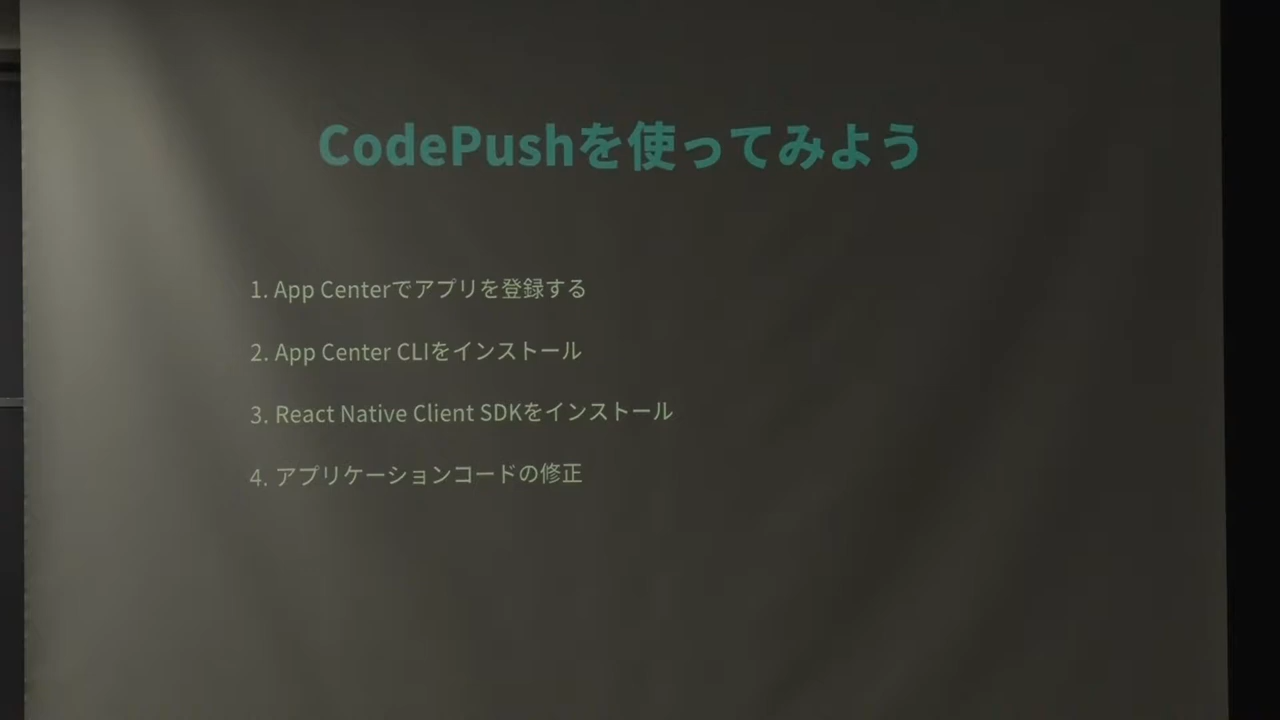 CodePushを使ってみよう
1. App Centerでアプリを登録する
2. App Center CLIをインストール
3. React Native Client SDKをインストール
4. アプリケーションコードの修正